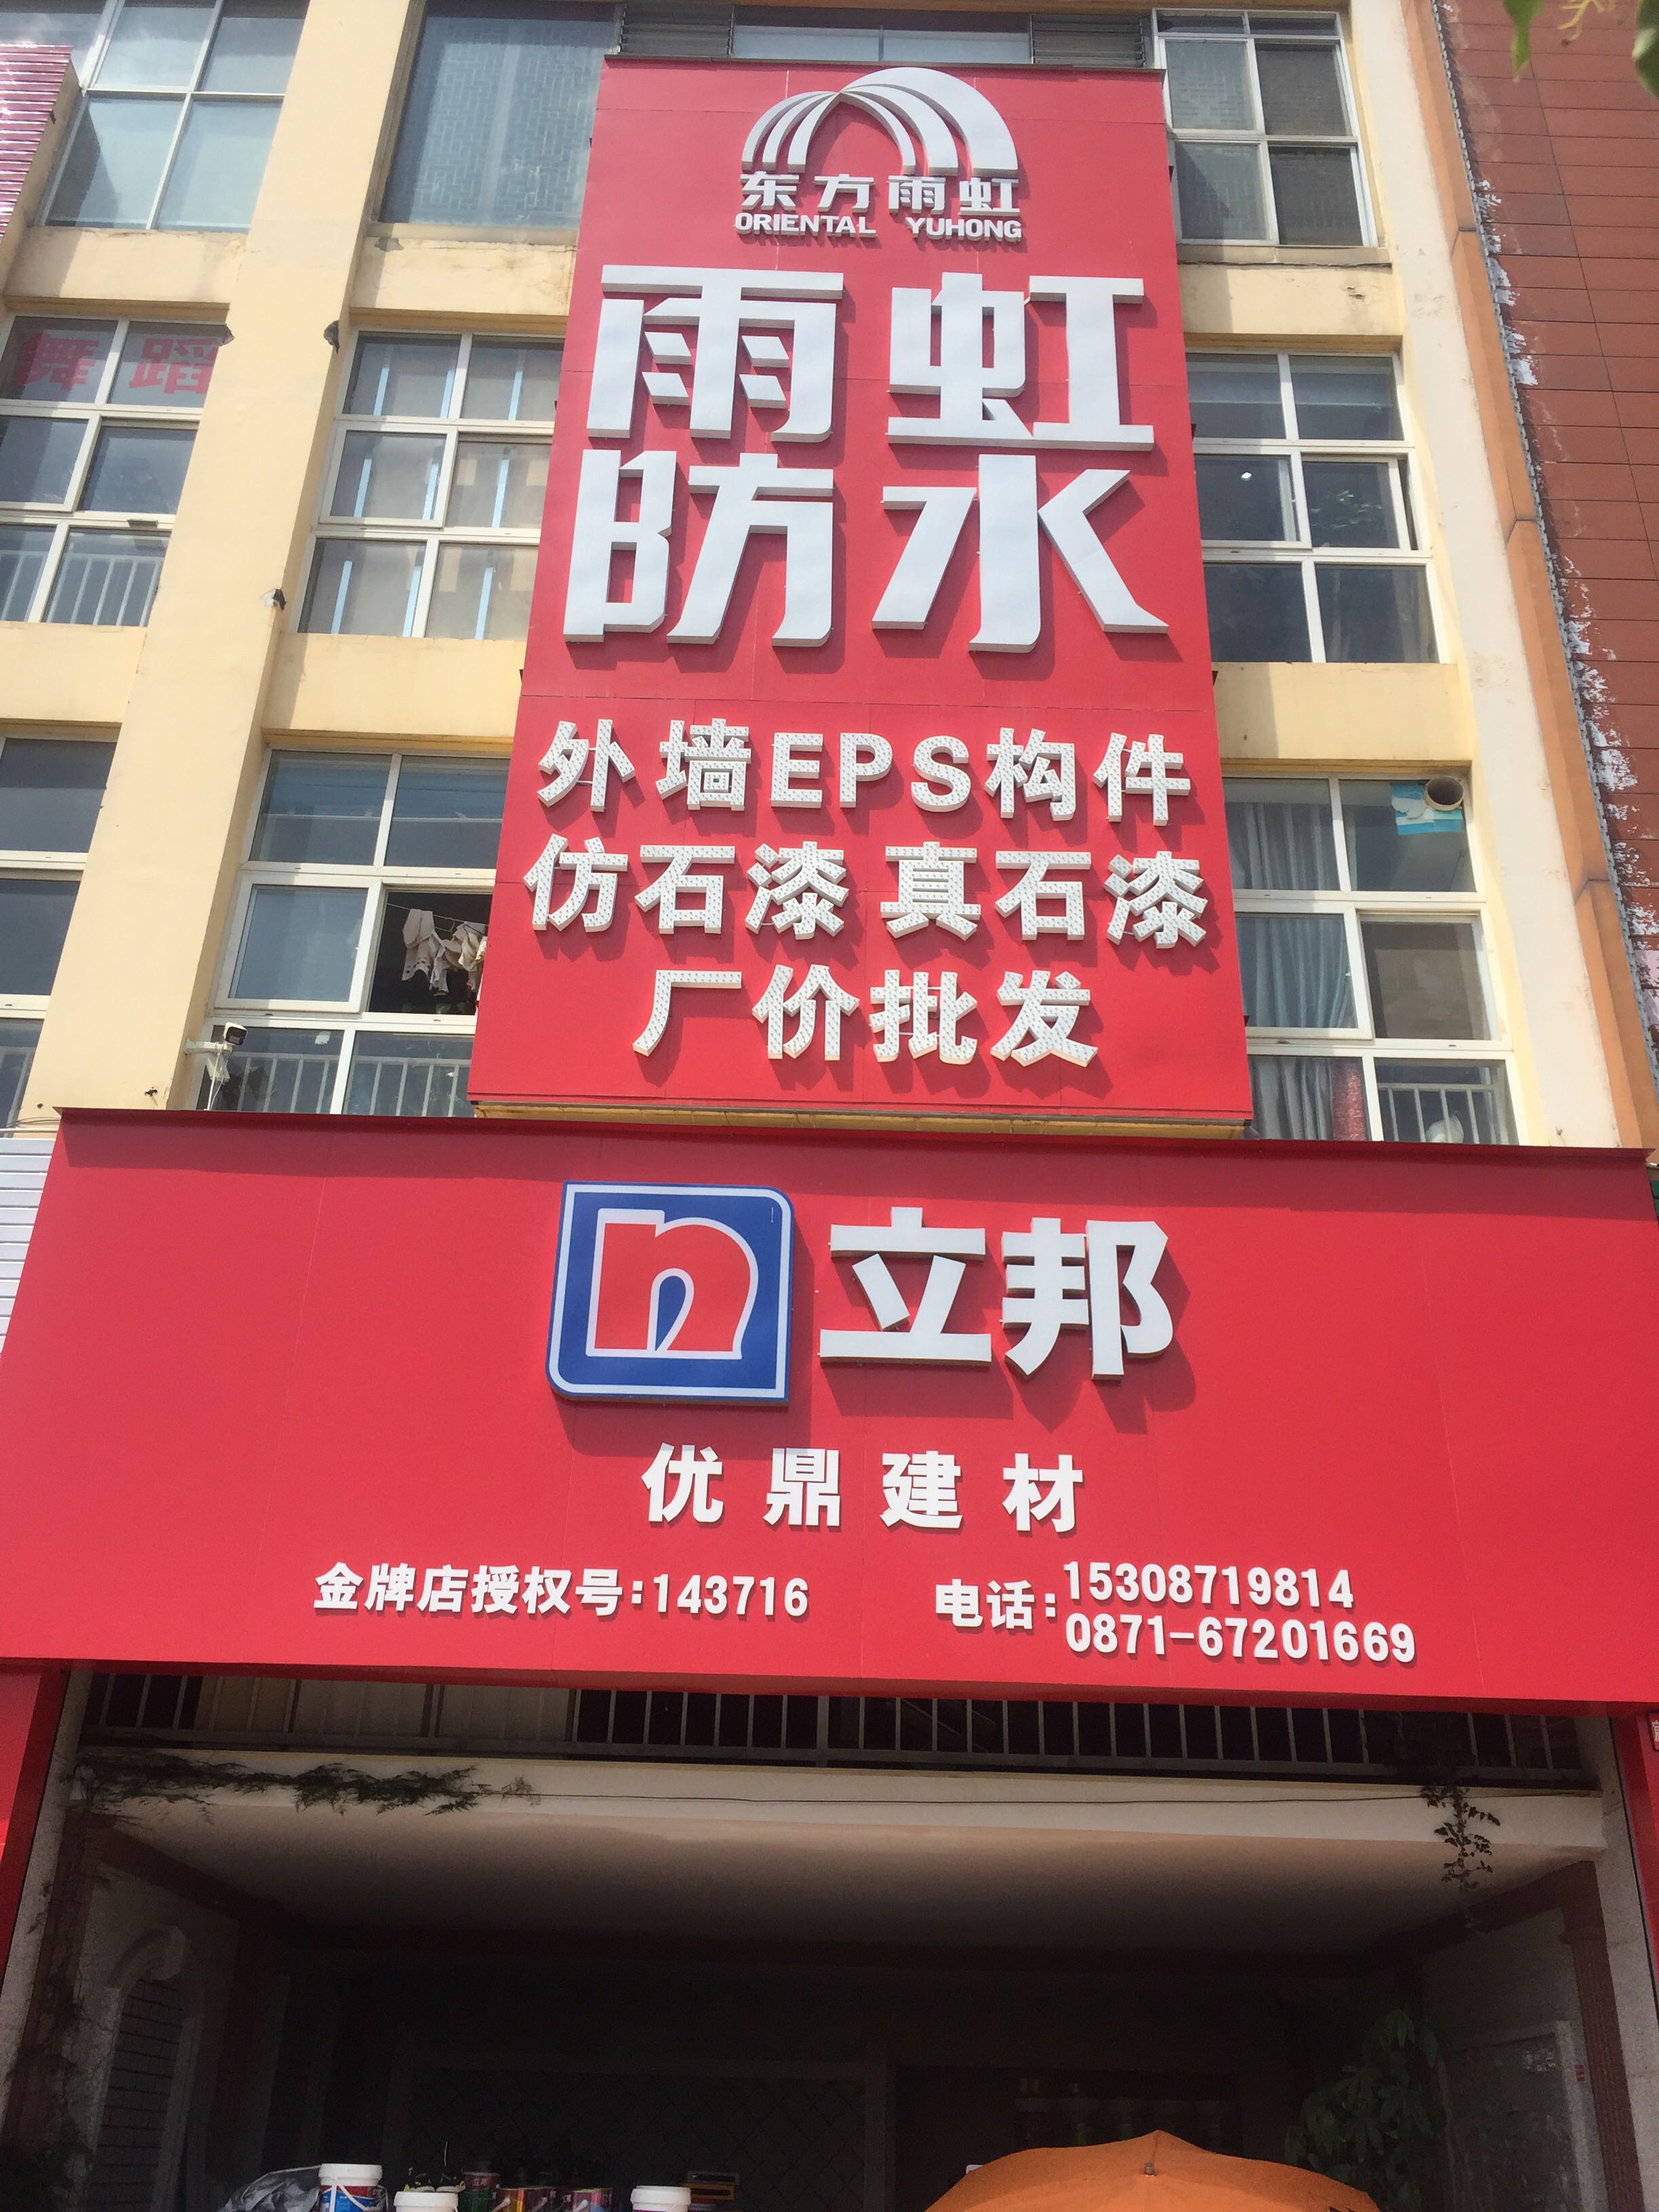 东方雨虹
ORIENTAL YUHONG
雨虹
防水
舞蹈
外墙EPS构件
仿石漆 真石漆
厂价批发
n 立邦
优鼎建材
金牌店授权号:143716
电话:15308719814
0871-67201669